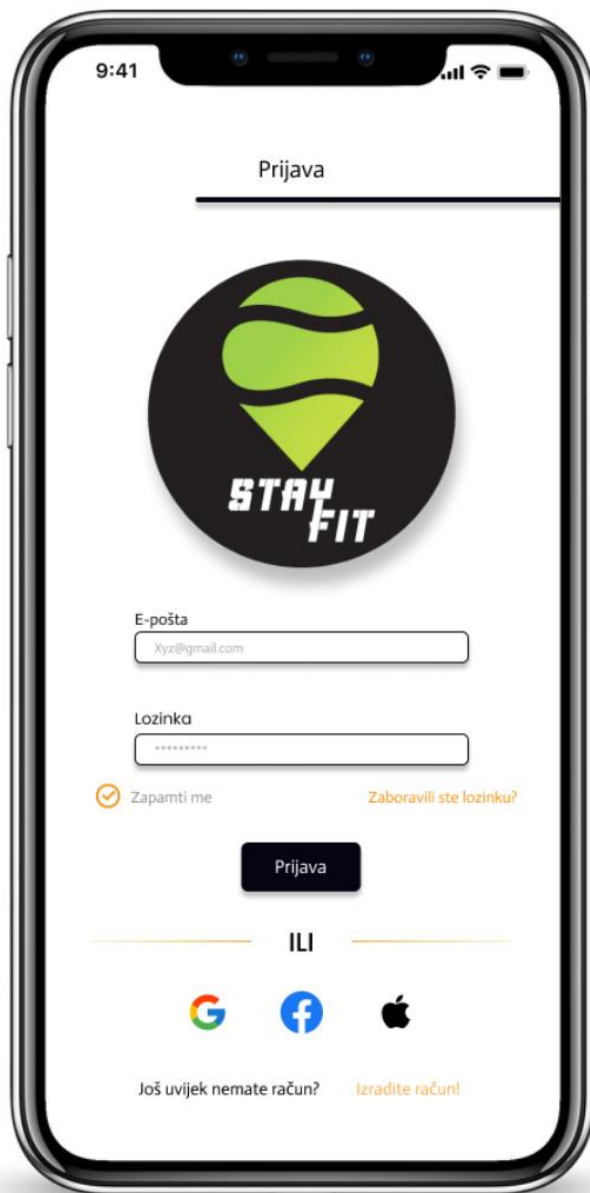 9:41
Prijava
STAY
FIT
E-pošta
Xyz@gmail.com
Lozinka
*********
Zapamti me
Zaboravili ste lozinku?
Prijava
ILI
Još uvijek nemate račun? Izradite račun!